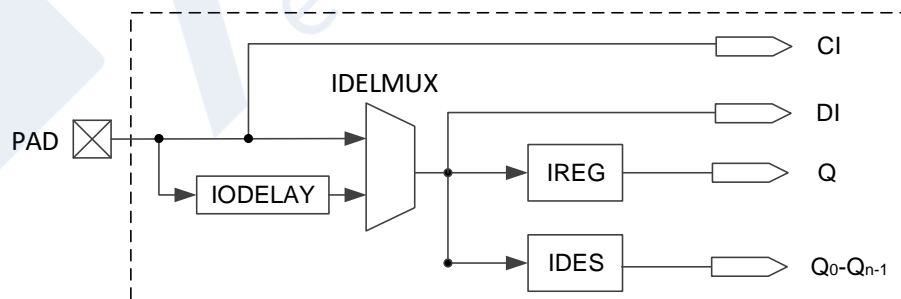 CI
IDELMUX
DI
PAD
IREG
Q
IODELAY
IDES
Q0-Qn-1